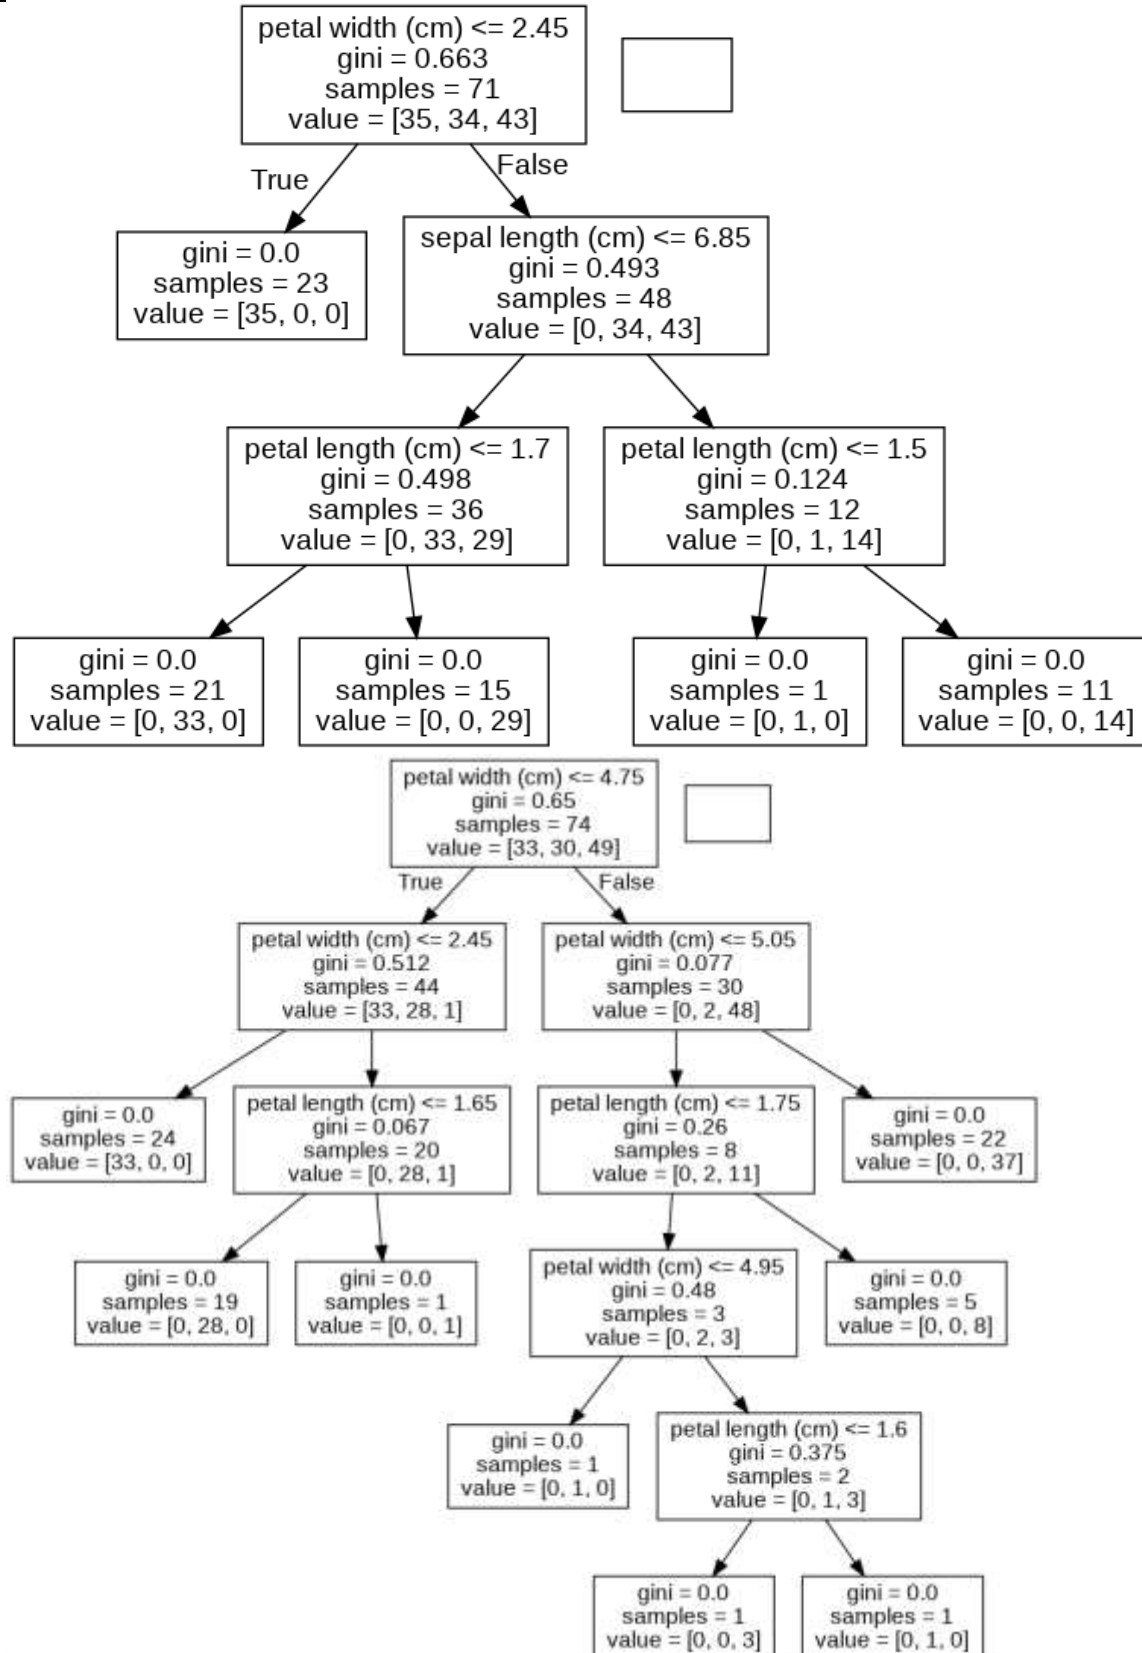 petal width (cm) <= 2.45
gini = 0.663
samples = 71
value = [35, 34, 43]
True
False
gini = 0.0
samples = 23
value = [35, 0, 0]
sepal length (cm) <= 6.85
gini = 0.493
samples = 48
value = [0, 34, 43]
petal length (cm) <= 1.7
gini = 0.498
samples = 36
value = [0, 33, 29]
petal length (cm) <= 1.5
gini = 0.124
samples = 12
value = [0, 1, 14]
gini = 0.0
samples = 21
value = [0, 33, 0]
gini = 0.0
samples = 15
value = [0, 0, 29]
gini = 0.0
samples = 1
value = [0, 1, 0]
gini = 0.0
samples = 11
value = [0, 0, 14]
petal width (cm) <= 4.75
gini = 0.65
samples = 74
value = [33, 30, 49]
True
False
petal width (cm) <= 2.45
gini = 0.512
samples = 44
value = [33, 28, 1]
petal width (cm) <= 5.05
gini = 0.077
samples = 30
value = [0, 2, 48]
gini = 0.0
samples = 24
value = [33, 0, 0]
petal length (cm) <= 1.65
gini = 0.067
samples = 20
value = [0, 28, 1]
petal length (cm) <= 1.75
gini = 0.26
samples = 8
value = [0, 2, 11]
gini = 0.0
samples = 22
value = [0, 0, 37]
gini = 0.0
samples = 19
value = [0, 28, 0]
gini = 0.0
samples = 1
value = [0, 0, 1]
petal width (cm) <= 4.95
gini = 0.48
samples = 3
value = [0, 2, 3]
gini = 0.0
samples = 5
value = [0, 0, 8]
gini = 0.0
samples = 1
value = [0, 1, 0]
petal length (cm) <= 1.6
gini = 0.375
samples = 2
value = [0, 1, 3]
gini = 0.0
samples = 1
value = [0, 0, 3]
gini = 0.0
samples = 1
value = [0, 1, 0]